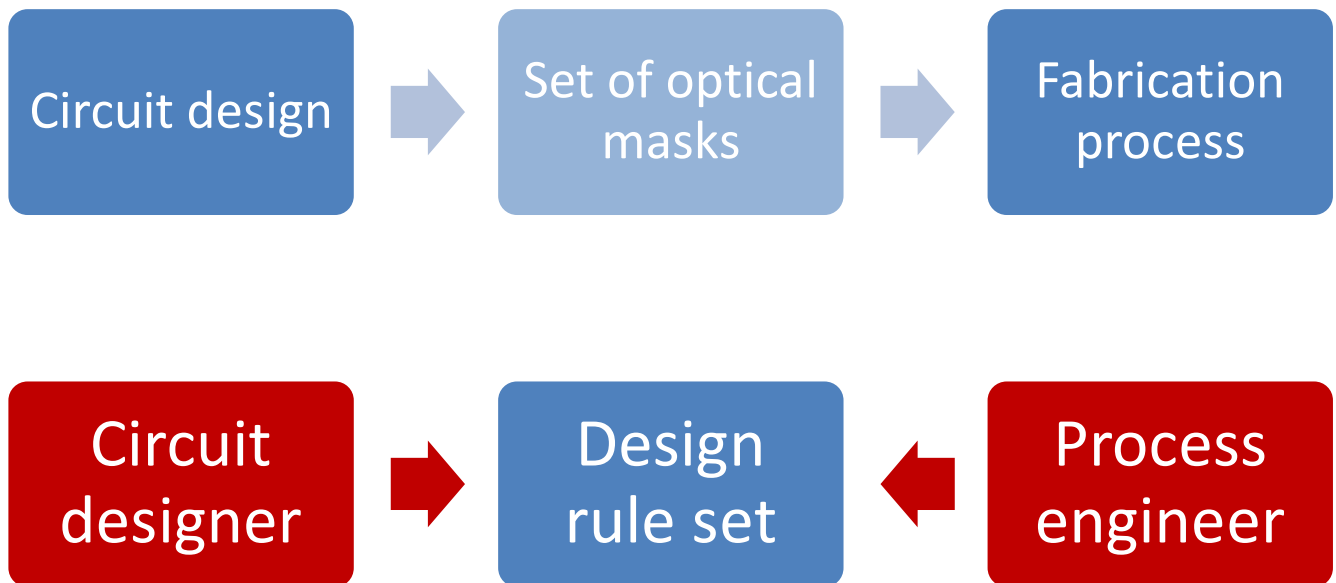 Circuit design
Set of optical
masks
Fabrication
process
Circuit
designer
Design
rule set
Process
engineer